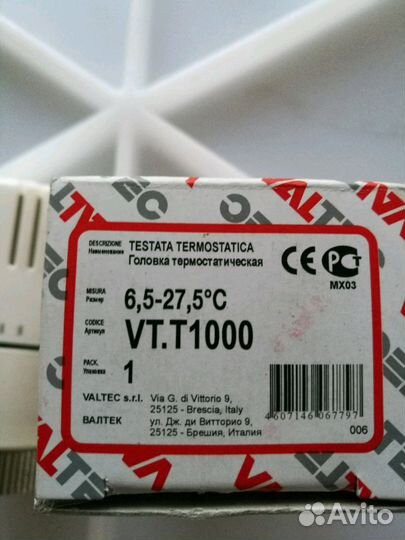 VALTEC
DESCRIZIONE
Наименование
TESTATA TERMOSTATICA
Головка термостатическая
MX03
MISURA
Размер
6,5-27,5°C
CODICE
Артикул
VT.T1000
PACK.
Упаковка
1
VALTEC s.r.l.
Via G. di Vittorio 9,
25125 - Brescia, Italy
ВАЛТЕК
ул. Дж. ди Витторио 9,
25125 - Брешия, Италия
4607146067797
006
Avito